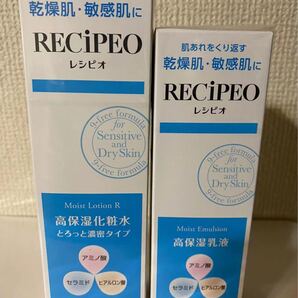 乾燥肌・敏感肌に
RECiPEO
レシピオ
9-free formula
for
Sensitive
and
Dry Skin
9-free formula
Moist Lotion R
高保湿化粧水
とろっと濃密タイプ
アミノ酸
セラミド
ヒアルロン酸
肌あれをくり返す
乾燥肌・敏感肌に
RECiPEO
レシピオ
9-free formula
for
Sensitive
and
Dry Skin
9-free formula
Moist Emulsion
高保湿乳液
アミノ酸
セラミド
ヒアルロン酸